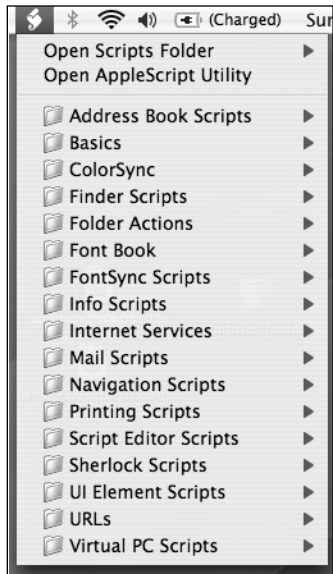 (Charged) Sun
Open Scripts Folder
Open AppleScript Utility
Address Book Scripts
Basics
ColorSync
Finder Scripts
Folder Actions
Font Book
FontSync Scripts
Info Scripts
Internet Services
Mail Scripts
Navigation Scripts
Printing Scripts
Script Editor Scripts
Sherlock Scripts
UI Element Scripts
URLs
Virtual PC Scripts